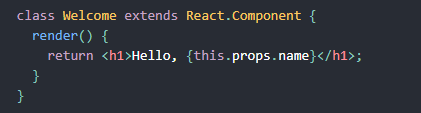 class Welcome extends React.Component {
  render() {
    return <h1>Hello, {this.props.name}</h1>;
  }
}